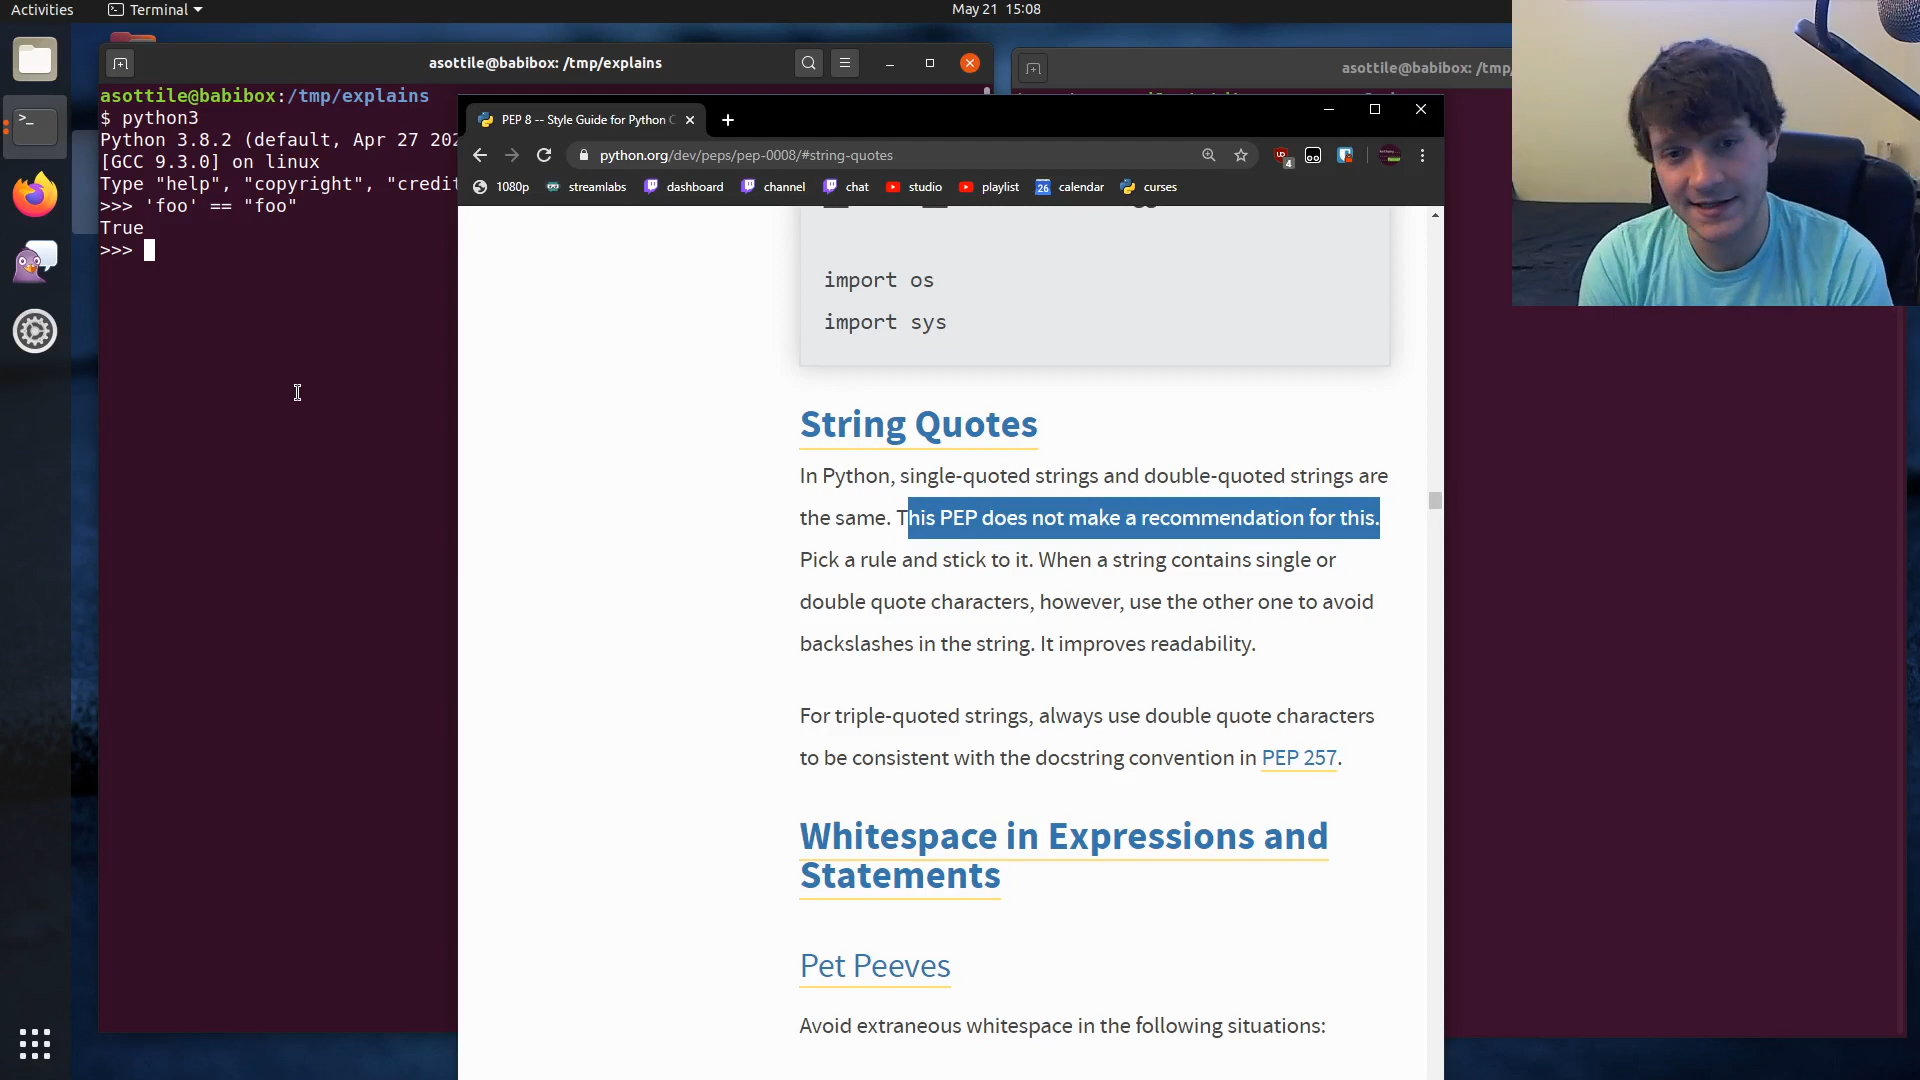 Activities
Terminal
May 21 15:08
asottile@babibox: /tmp/explains
asottile@babibox: /tmp
asottile@babibox:/tmp/explains
$ python3
Python 3.8.2 (default, Apr 27 202
[GCC 9.3.0] on linux
Type "help", "copyright", "credit
>>> 'foo' == "foo"
True
>>>
PEP 8 -- Style Guide for Python C
python.org/dev/peps/pep-0008/#string-quotes
4
1080p streamlabs dashboard channel chat studio playlist 26 calendar curses
import os
import sys
String Quotes
In Python, single-quoted strings and double-quoted strings are
the same. This PEP does not make a recommendation for this.
Pick a rule and stick to it. When a string contains single or
double quote characters, however, use the other one to avoid
backslashes in the string. It improves readability.
For triple-quoted strings, always use double quote characters
to be consistent with the docstring convention in PEP 257.
Whitespace in Expressions and
Statements
Pet Peeves
Avoid extraneous whitespace in the following situations: